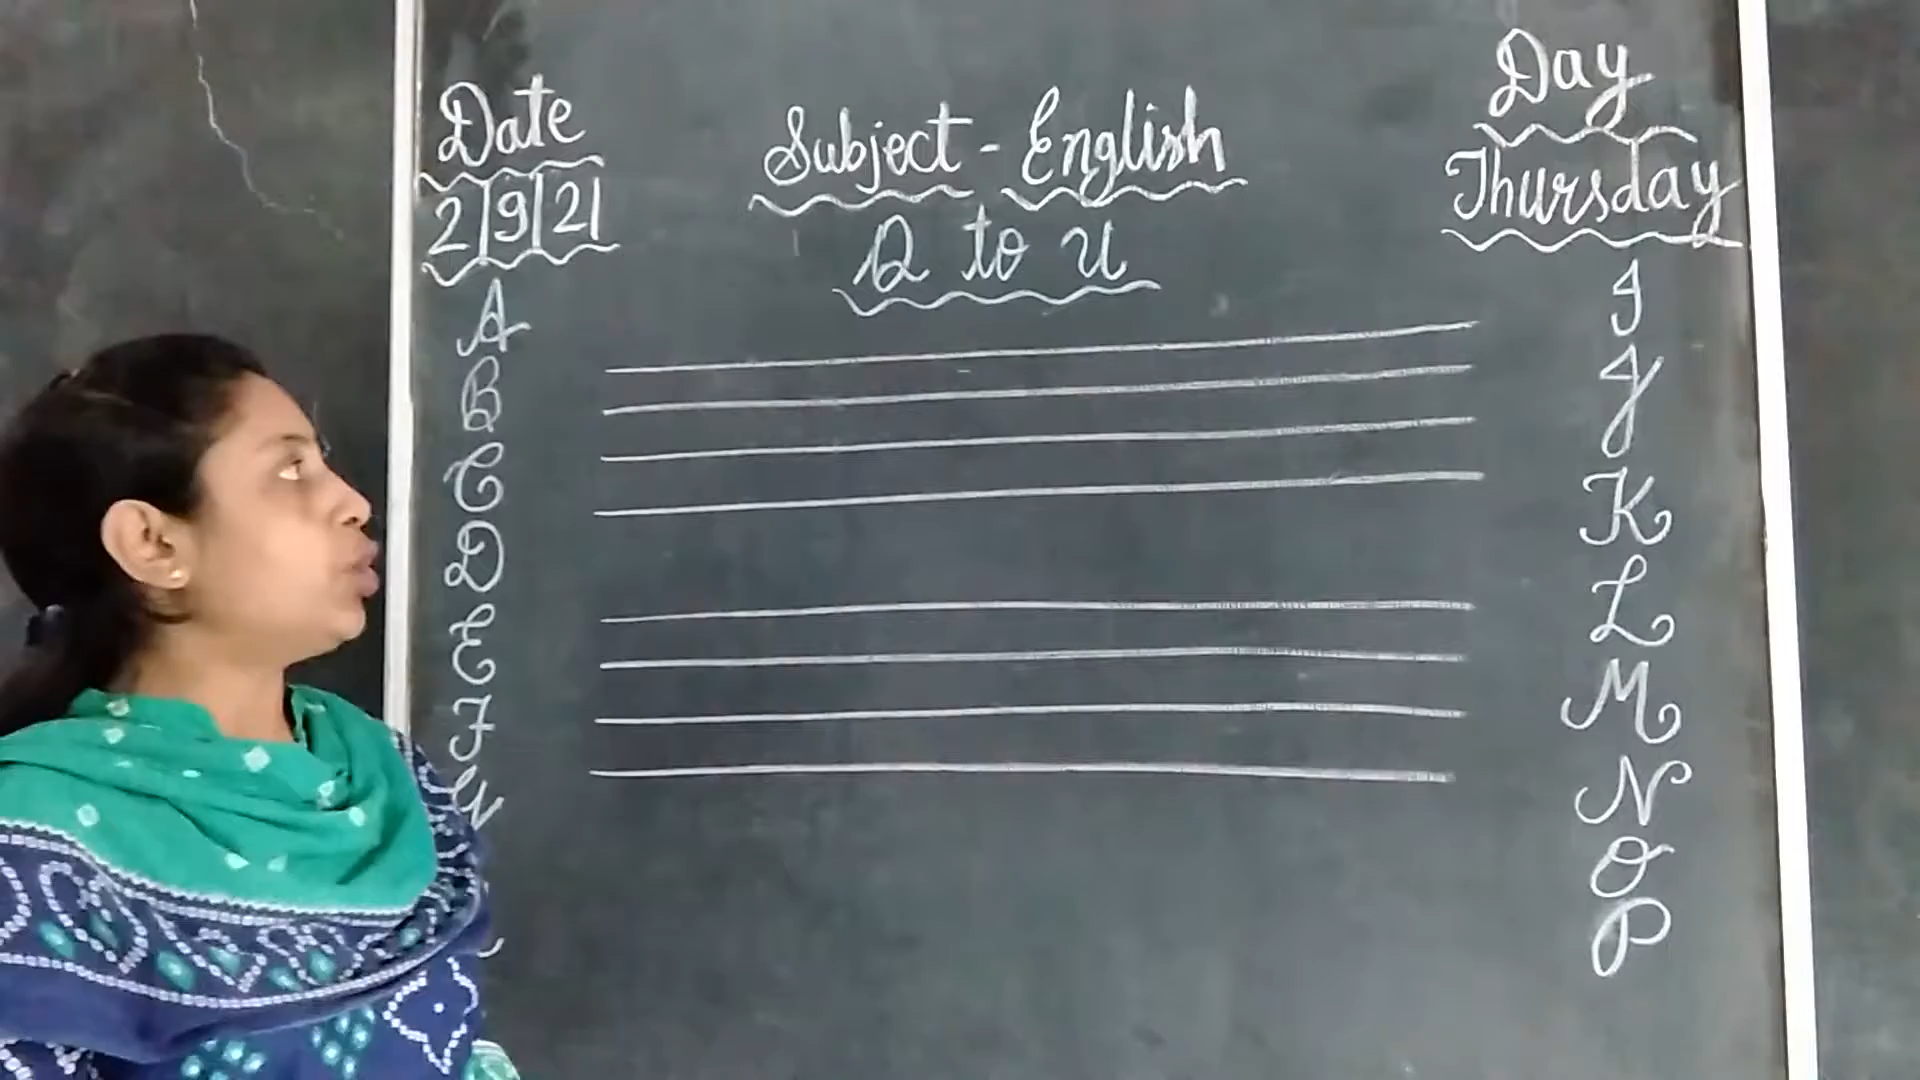 Date
2/9/21
Subject - English
Q to U
Day
Thursday
A
B
C
D
E
F
G
I
J
K
L
M
N
O
P